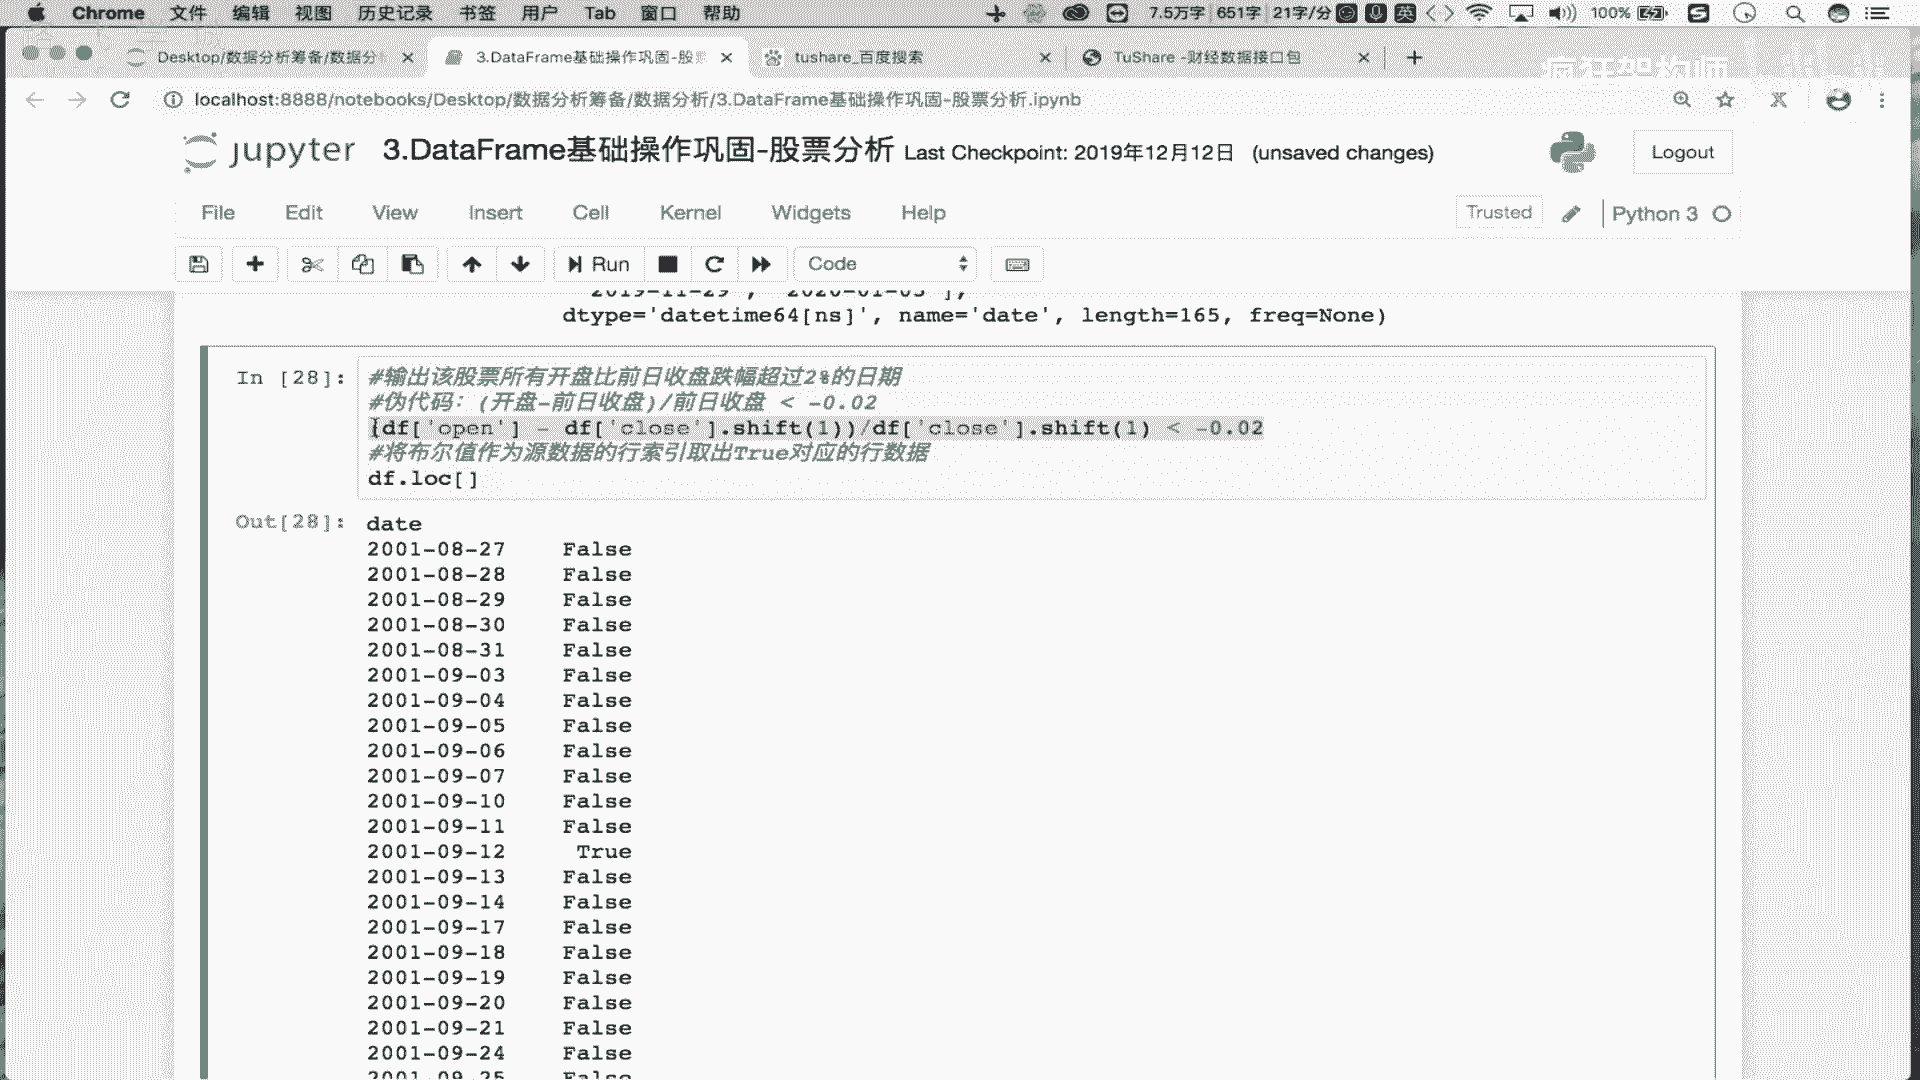 Chrome 文件 编辑 视图 历史记录 书签 用户 Tab 窗口 帮助 7.5万字 651字 21字/分 英 100%
Desktop/数据分析筹备/数据分 3.DataFrame基础操作巩固-股 tushare_百度搜索 TuShare -财经数据接口包
疯狂架构师
localhost:8888/notebooks/Desktop/数据分析筹备/数据分析/3.DataFrame基础操作巩固-股票分析.ipynb
jupyter 3.DataFrame基础操作巩固-股票分析 Last Checkpoint: 2019年12月12日 (unsaved changes) Logout
File Edit View Insert Cell Kernel Widgets Help Trusted Python 3
Run Code
'2019-11-29', '2020-01-03'],
dtype='datetime64[ns]', name='date', length=165, freq=None)
In [28]: #输出该股票所有开盘比前日收盘跌幅超过2%的日期
#伪代码：(开盘-前日收盘)/前日收盘 < -0.02
(df['open'] - df['close'].shift(1))/df['close'].shift(1) < -0.02
#将布尔值作为源数据的行索引取出True对应的行数据
df.loc[]
Out[28]: date
2001-08-27 False
2001-08-28 False
2001-08-29 False
2001-08-30 False
2001-08-31 False
2001-09-03 False
2001-09-04 False
2001-09-05 False
2001-09-06 False
2001-09-07 False
2001-09-10 False
2001-09-11 False
2001-09-12 True
2001-09-13 False
2001-09-14 False
2001-09-17 False
2001-09-18 False
2001-09-19 False
2001-09-20 False
2001-09-21 False
2001-09-24 False
2001-09-25 False